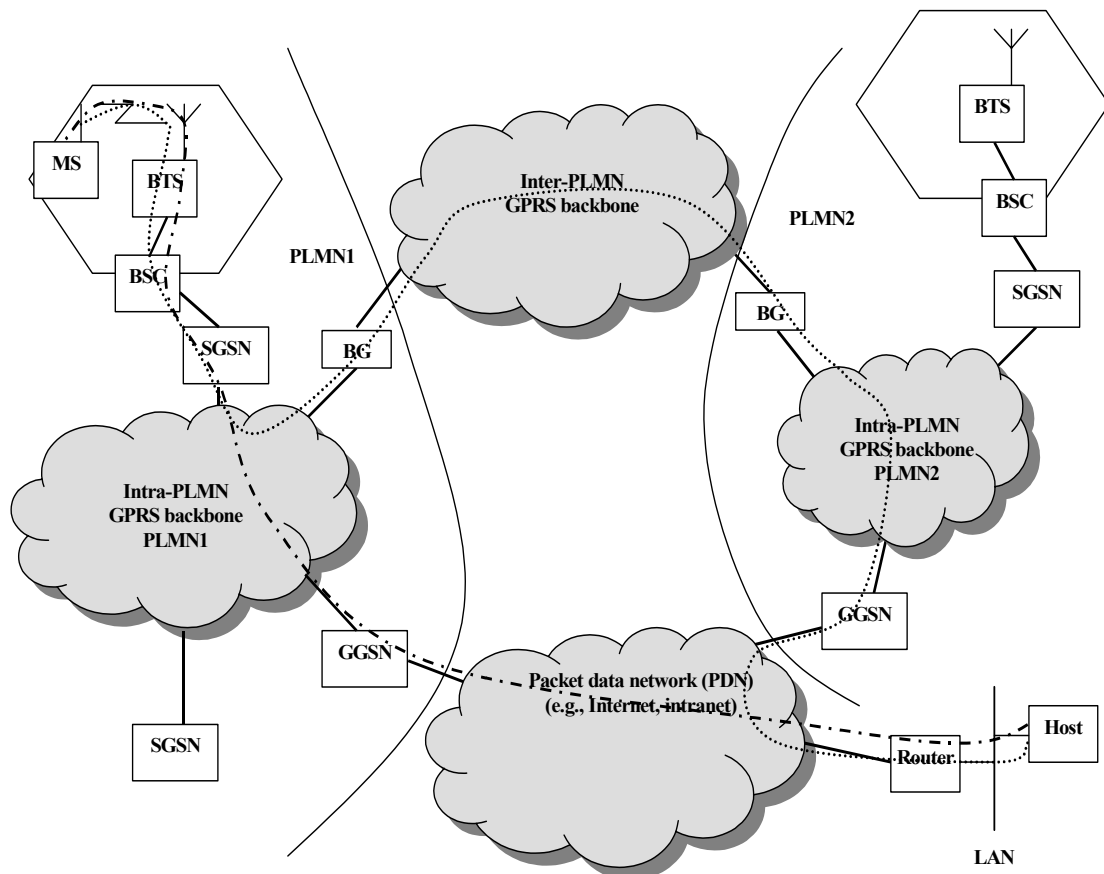 BTS
MS
BTS
Inter-PLMN
GPRS backbone
BSC
PLMN2
PLMN1
BSC
SGSN
BG
SGSN
BG
Intra-PLMN
GPRS backbone
PLMN2
Intra-PLMN
GPRS backbone
PLMN1
GGSN
GGSN
Packet data network (PDN)
(e.g., Internet, intranet)
SGSN
Host
Router
LAN